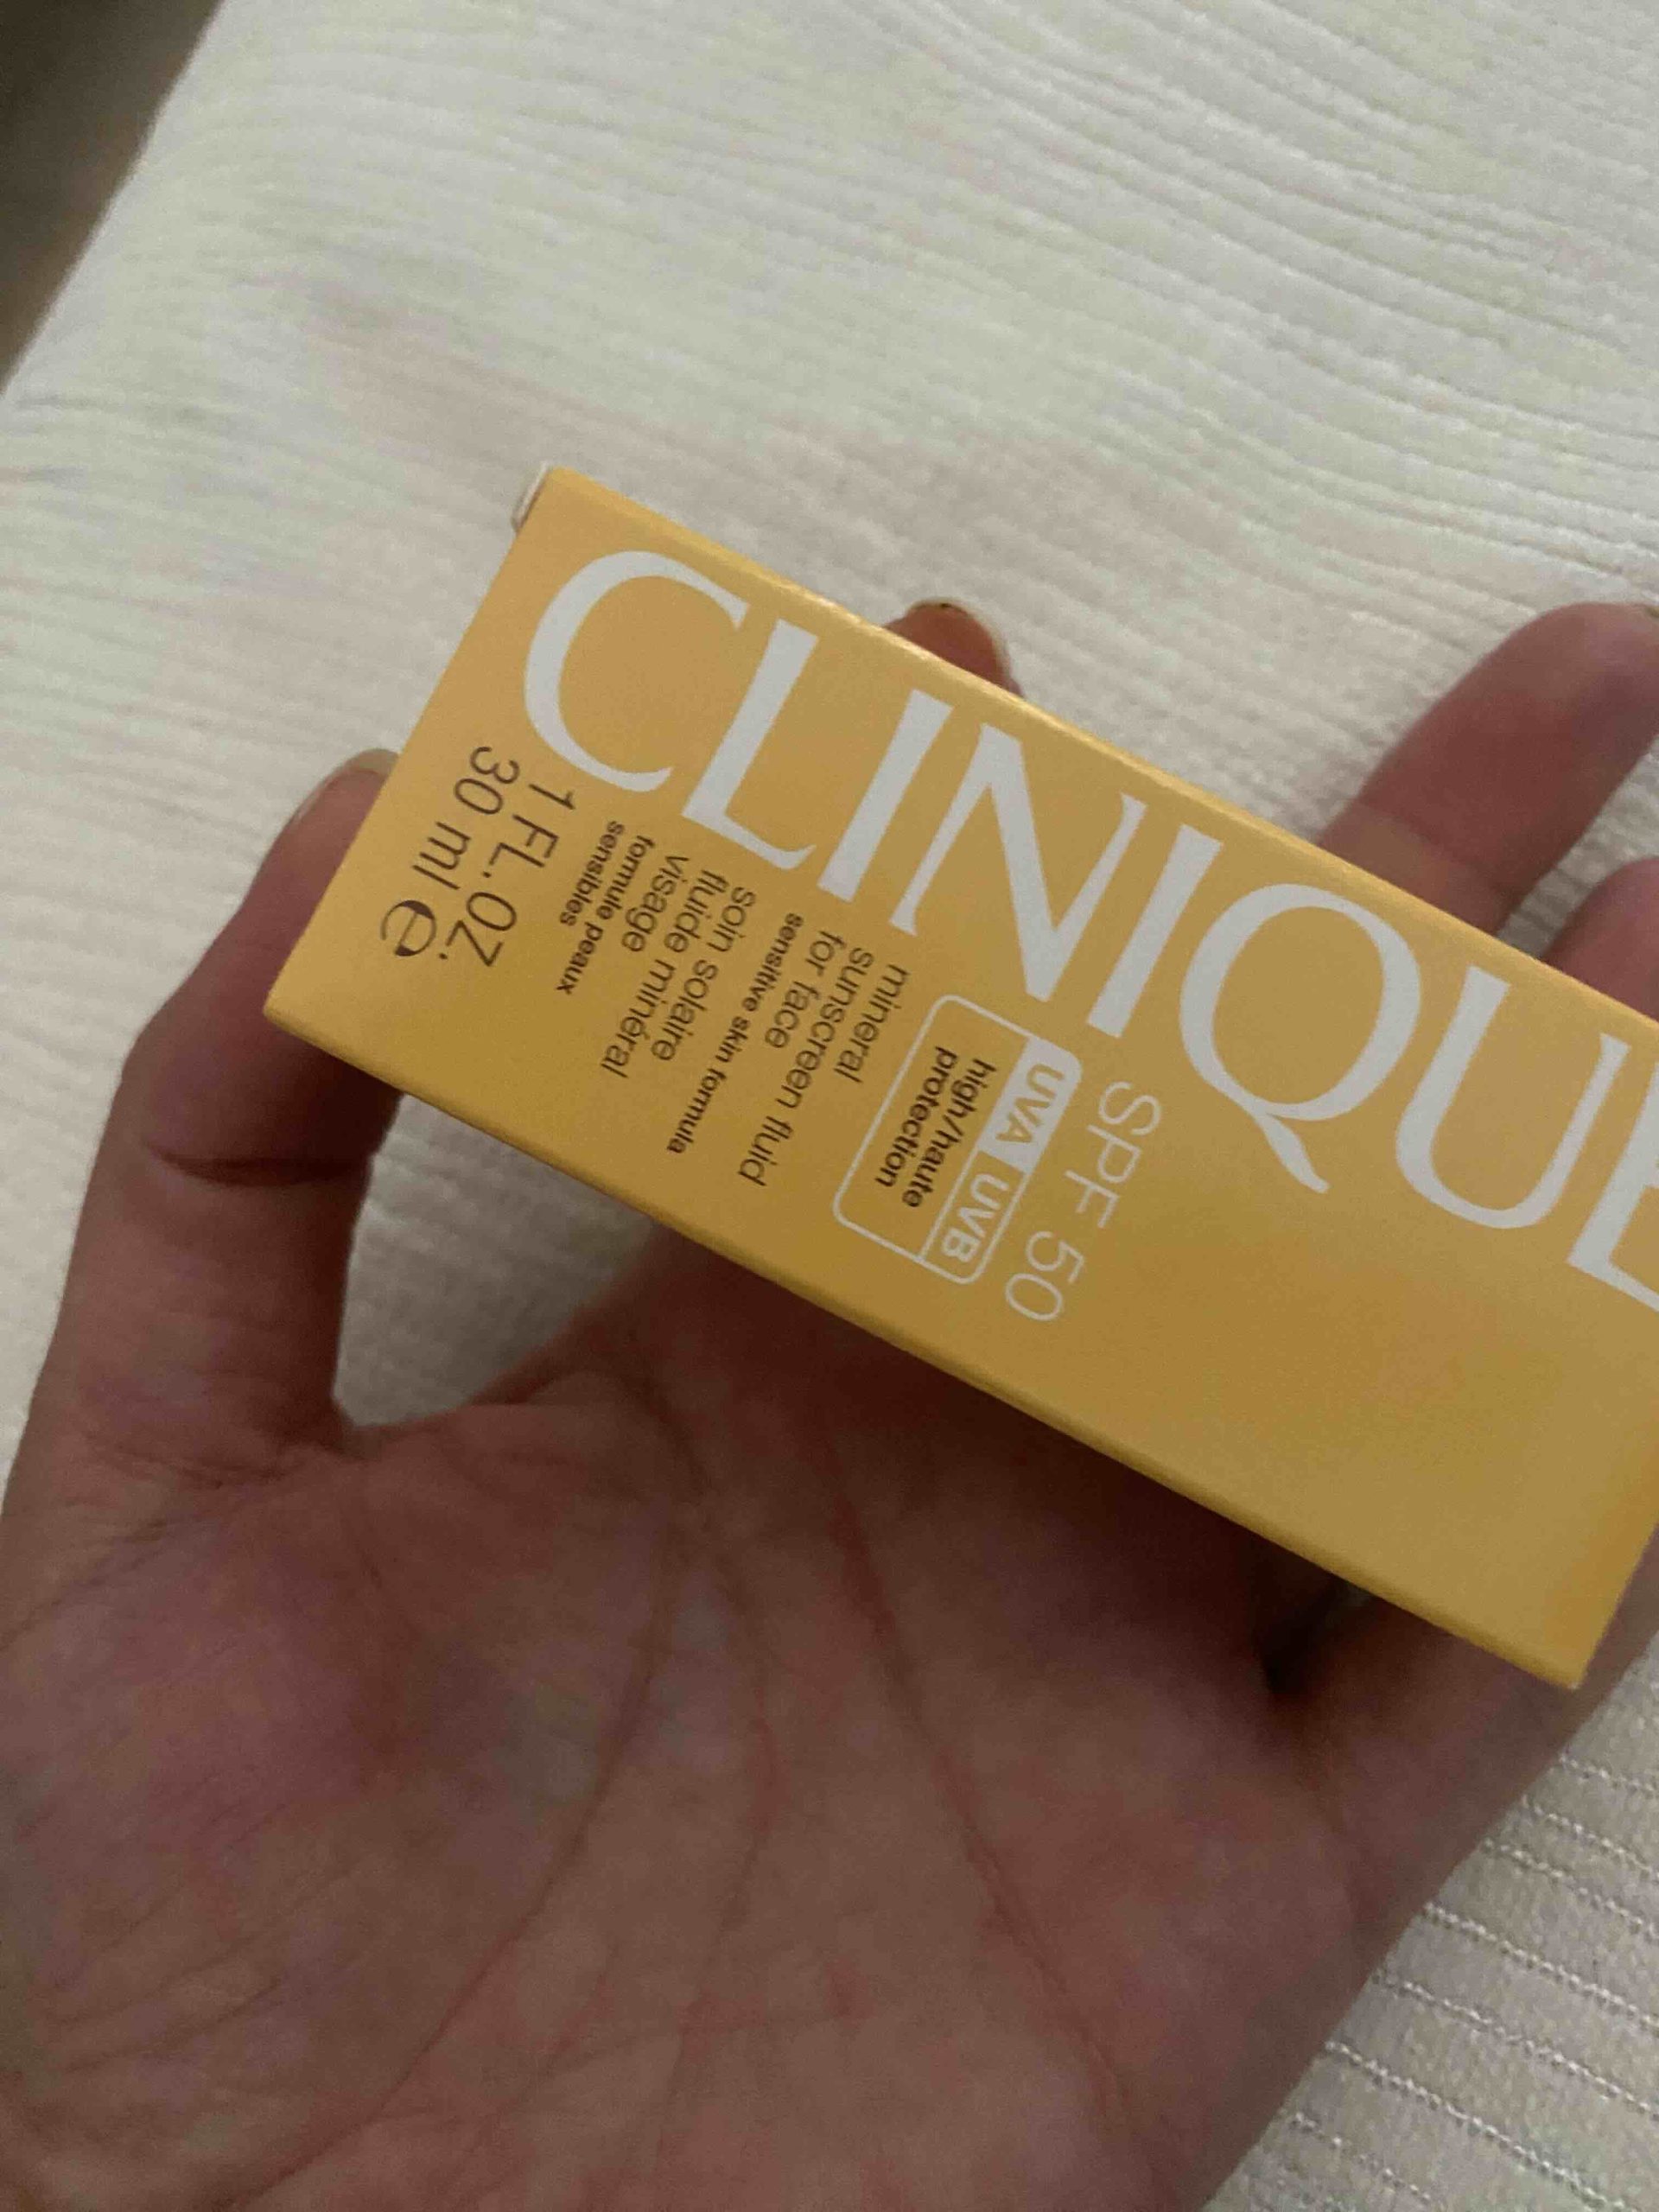 CLINIQUE
SPF 50
UVA UVB
high/haute
protection
mineral
sunscreen fluid
for face
sensitive skin formula
soin solaire
fluide minéral
visage
formule peaux
sensibles
1 FL.OZ.
30 ml e